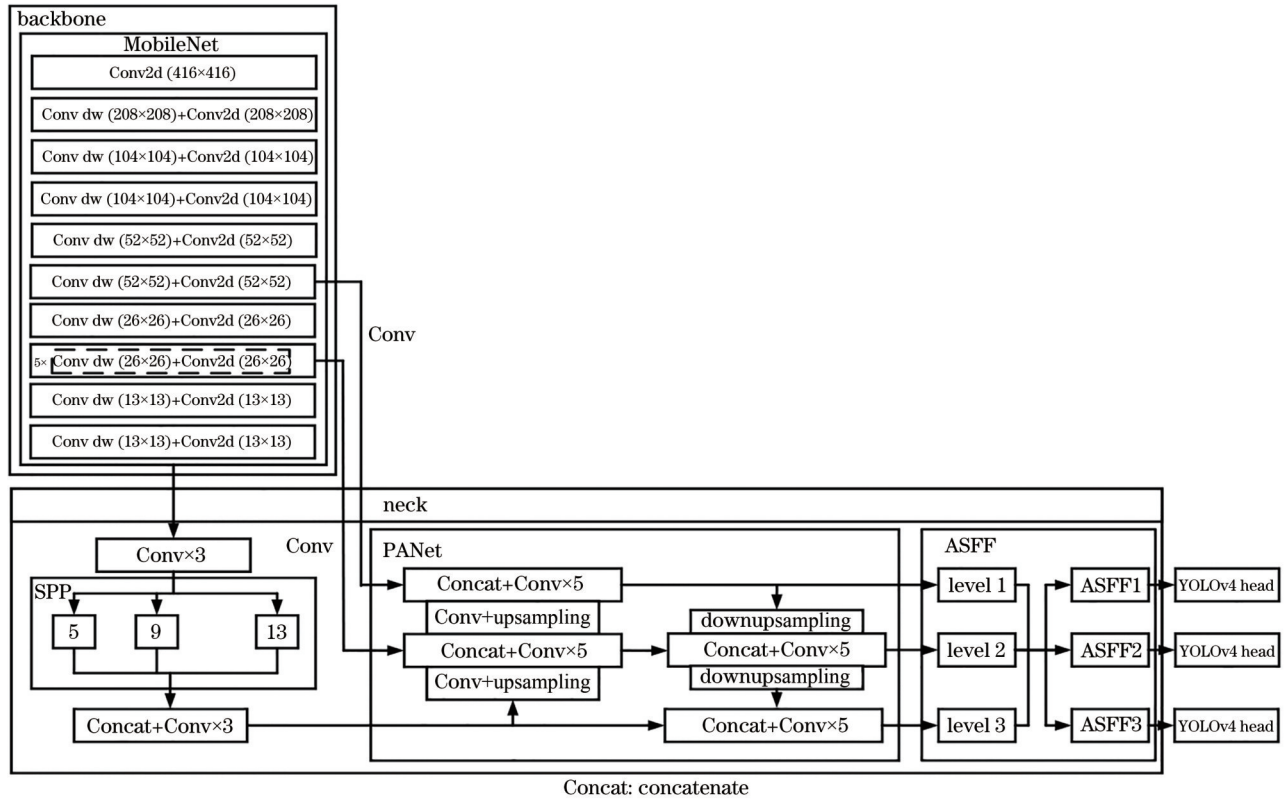 backbone
MobileNet
Conv2d (416×416)
Conv dw (208×208)+Conv2d (208×208)
Conv dw (104×104)+Conv2d (104×104)
Conv dw (104×104)+Conv2d (104×104)
Conv dw (52×52)+Conv2d (52×52)
Conv dw (52×52)+Conv2d (52×52)
Conv dw (26×26)+Conv2d (26×26)
5× Conv dw (26×26)+Conv2d (26×26)
Conv dw (13×13)+Conv2d (13×13)
Conv dw (13×13)+Conv2d (13×13)
Conv
neck
Conv×3
Conv
SPP
5 9 13
Concat+Conv×3
PANet
Concat+Conv×5
Conv+upsampling
Concat+Conv×5
Conv+upsampling
downupsampling
Concat+Conv×5
downupsampling
Concat+Conv×5
ASFF
level 1 ASFF1 YOLOv4 head
level 2 ASFF2 YOLOv4 head
level 3 ASFF3 YOLOv4 head
Concat: concatenate